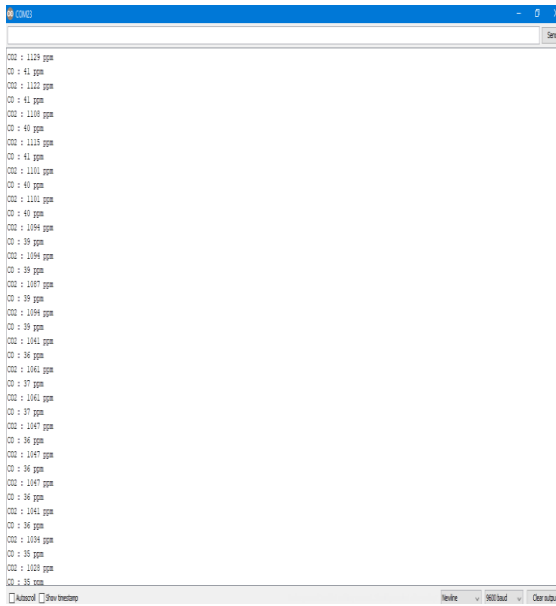 COM23
Send
CO2 : 1129 ppm
CO : 41 ppm
CO2 : 1122 ppm
CO : 41 ppm
CO2 : 1108 ppm
CO : 40 ppm
CO2 : 1115 ppm
CO : 41 ppm
CO2 : 1101 ppm
CO : 40 ppm
CO2 : 1101 ppm
CO : 40 ppm
CO2 : 1094 ppm
CO : 39 ppm
CO2 : 1094 ppm
CO : 39 ppm
CO2 : 1087 ppm
CO : 39 ppm
CO2 : 1094 ppm
CO : 39 ppm
CO2 : 1041 ppm
CO : 36 ppm
CO2 : 1061 ppm
CO : 37 ppm
CO2 : 1061 ppm
CO : 37 ppm
CO2 : 1047 ppm
CO : 36 ppm
CO2 : 1047 ppm
CO : 36 ppm
CO2 : 1047 ppm
CO : 36 ppm
CO2 : 1041 ppm
CO : 36 ppm
CO2 : 1034 ppm
CO : 35 ppm
CO2 : 1028 ppm
CO : 35 ppm
Autoscroll Show timestamp Newline 9600 baud Clear output